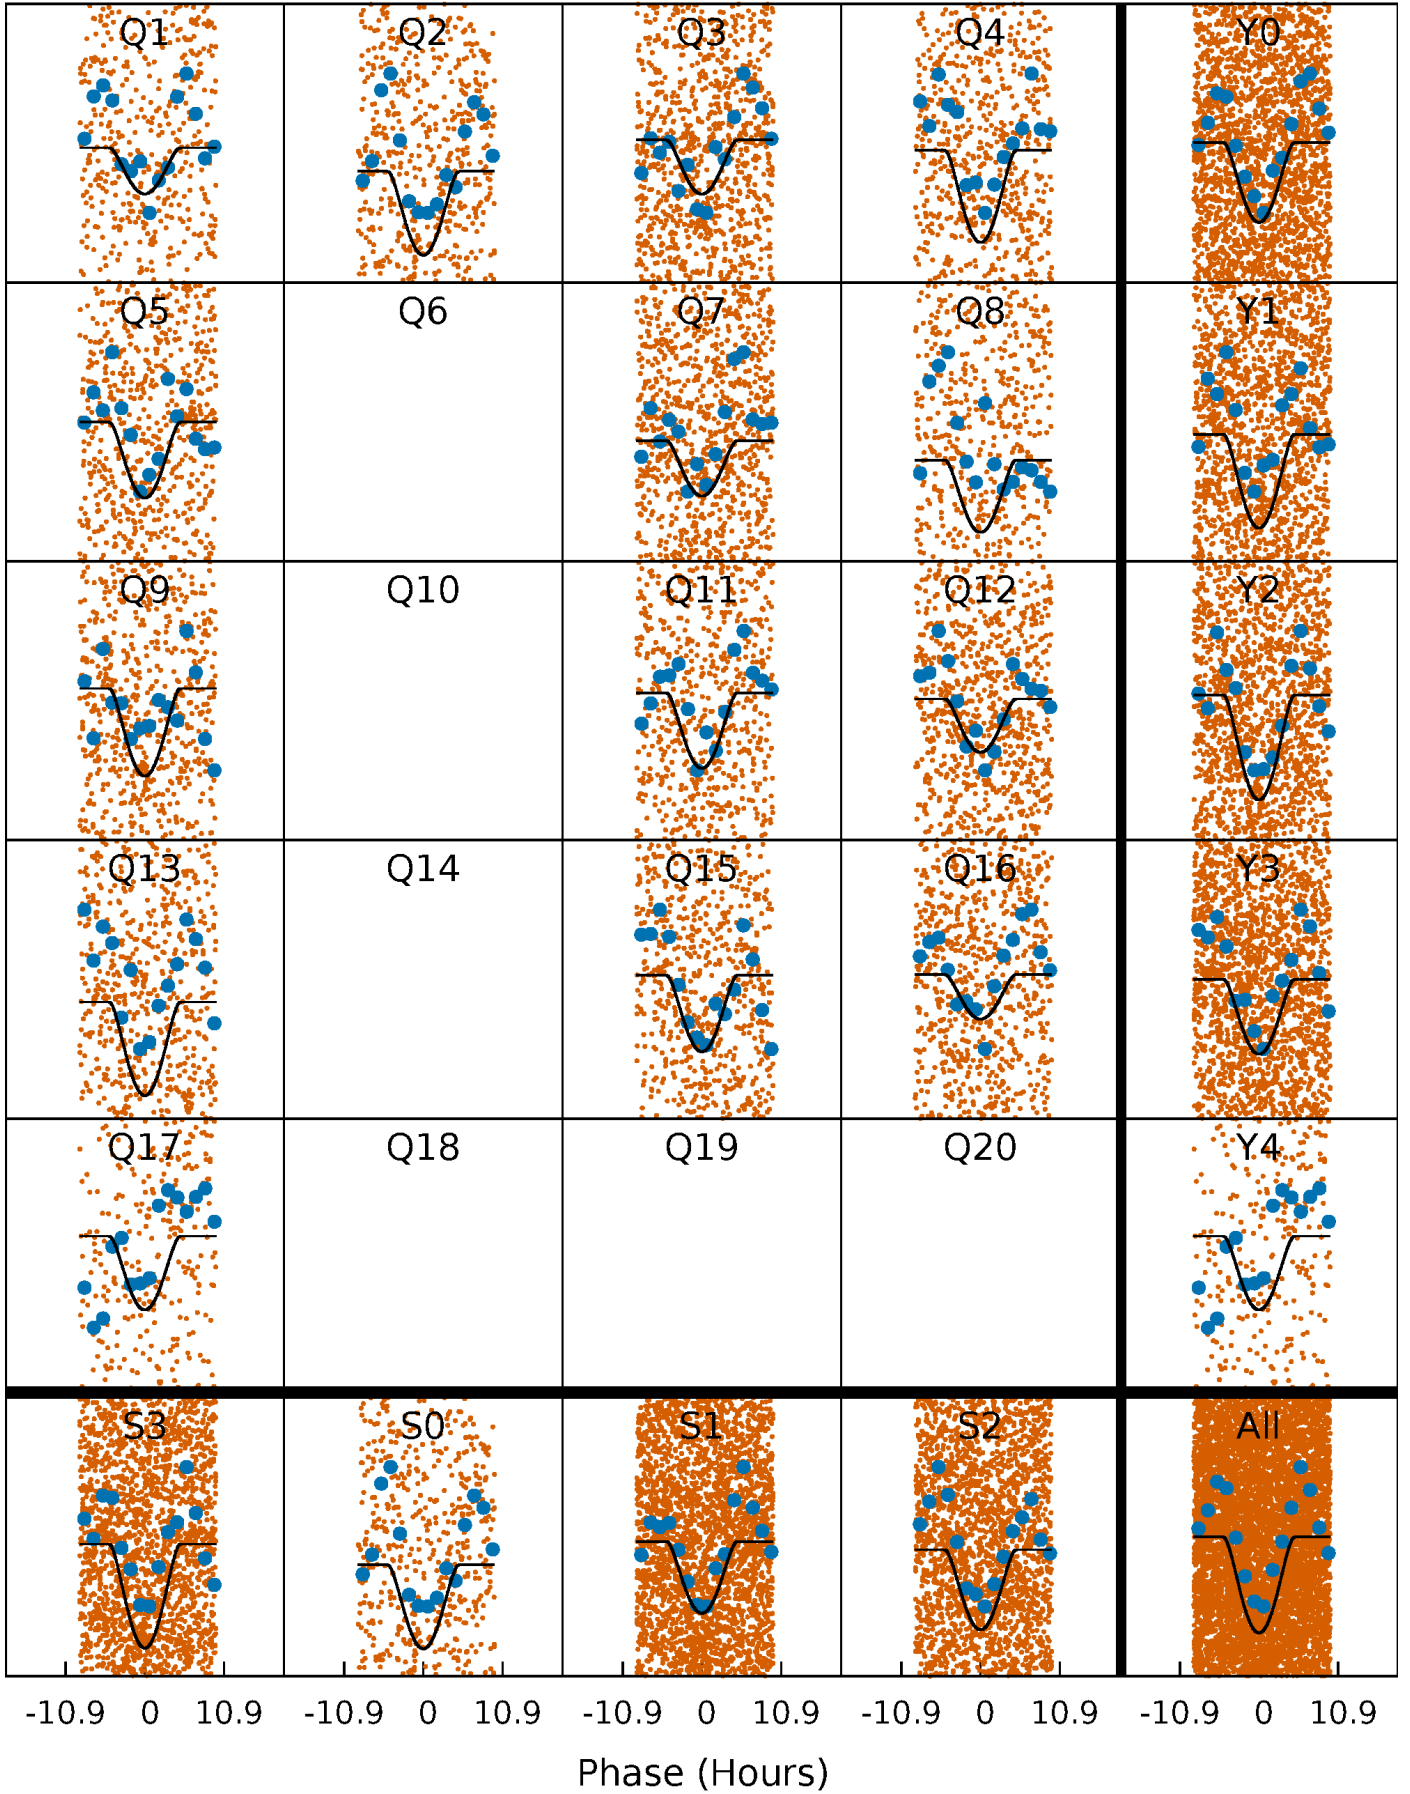 Q1 Q2 Q3 Q4 Y0
Q5 Q6 Q7 Q8 Y1
Q9 Q10 Q11 Q12 Y2
Q13 Q14 Q15 Q16 Y3
Q17 Q18 Q19 Q20 Y4
S3 S0 S1 S2 All
-10.9 0 10.9 -10.9 0 10.9 -10.9 0 10.9 -10.9 0 10.9 -10.9 0 10.9
Phase (Hours)